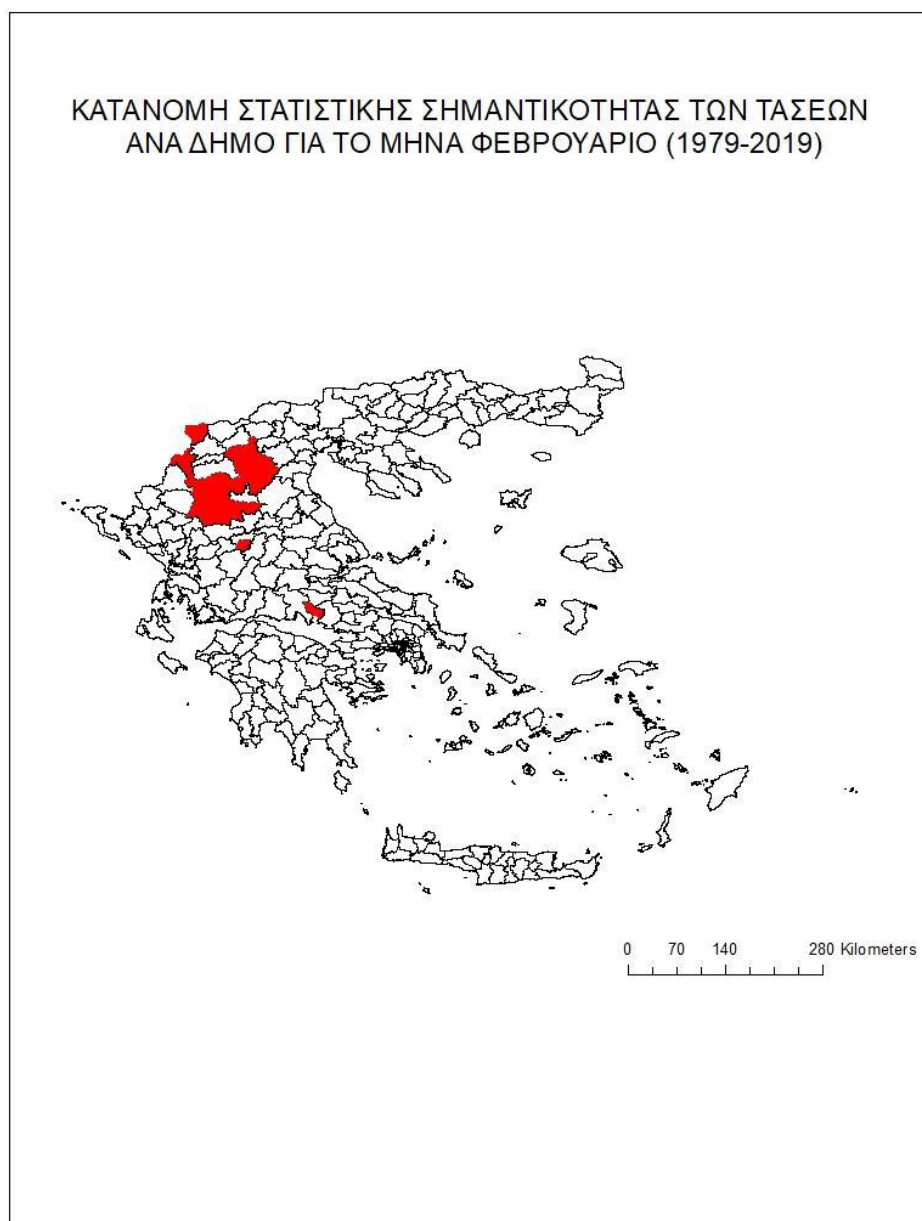 ΚΑΤΑΝΟΜΗ ΣΤΑΤΙΣΤΙΚΗΣ ΣΗΜΑΝΤΙΚΟΤΗΤΑΣ ΤΩΝ ΤΑΣΕΩΝ
ΑΝΑ ΔΗΜΟ ΓΙΑ ΤΟ ΜΗΝΑ ΦΕΒΡΟΥΑΡΙΟ (1979-2019)
0 70 140 280 Kilometers